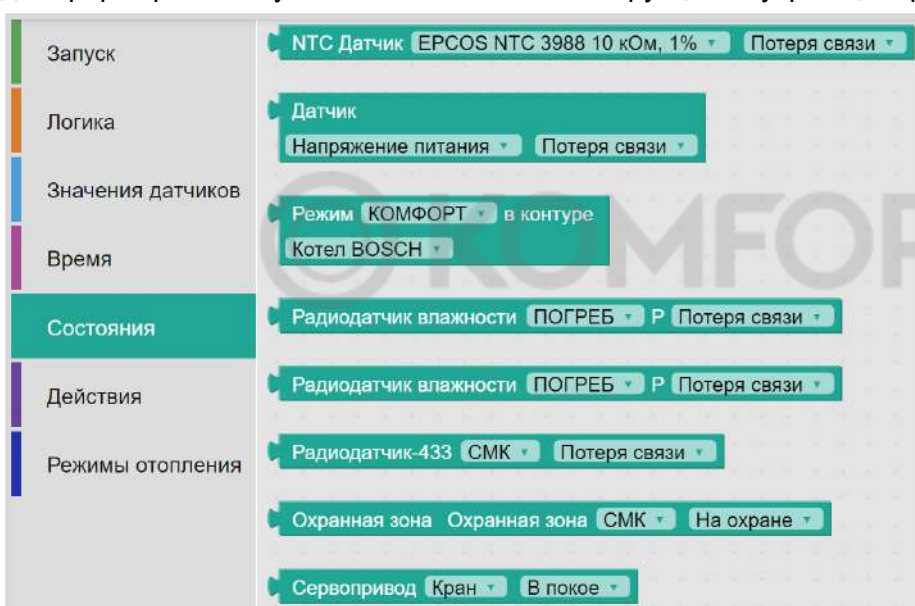 Запуск
Логика
Значения датчиков
Время
Состояния
Действия
Режимы отопления
NTC Датчик EPCOS NTC 3988 10 кОм, 1% Потеря связи
Датчик
Напряжение питания Потеря связи
Режим КОМФОРТ в контуре
Котел BOSCH
Радиодатчик влажности ПОГРЕБ Р Потеря связи
Радиодатчик влажности ПОГРЕБ Р Потеря связи
Радиодатчик-433 СМК Потеря связи
Охранная зона Охранная зона СМК На охране
Сервопривод Кран В покое
© KOMFOR